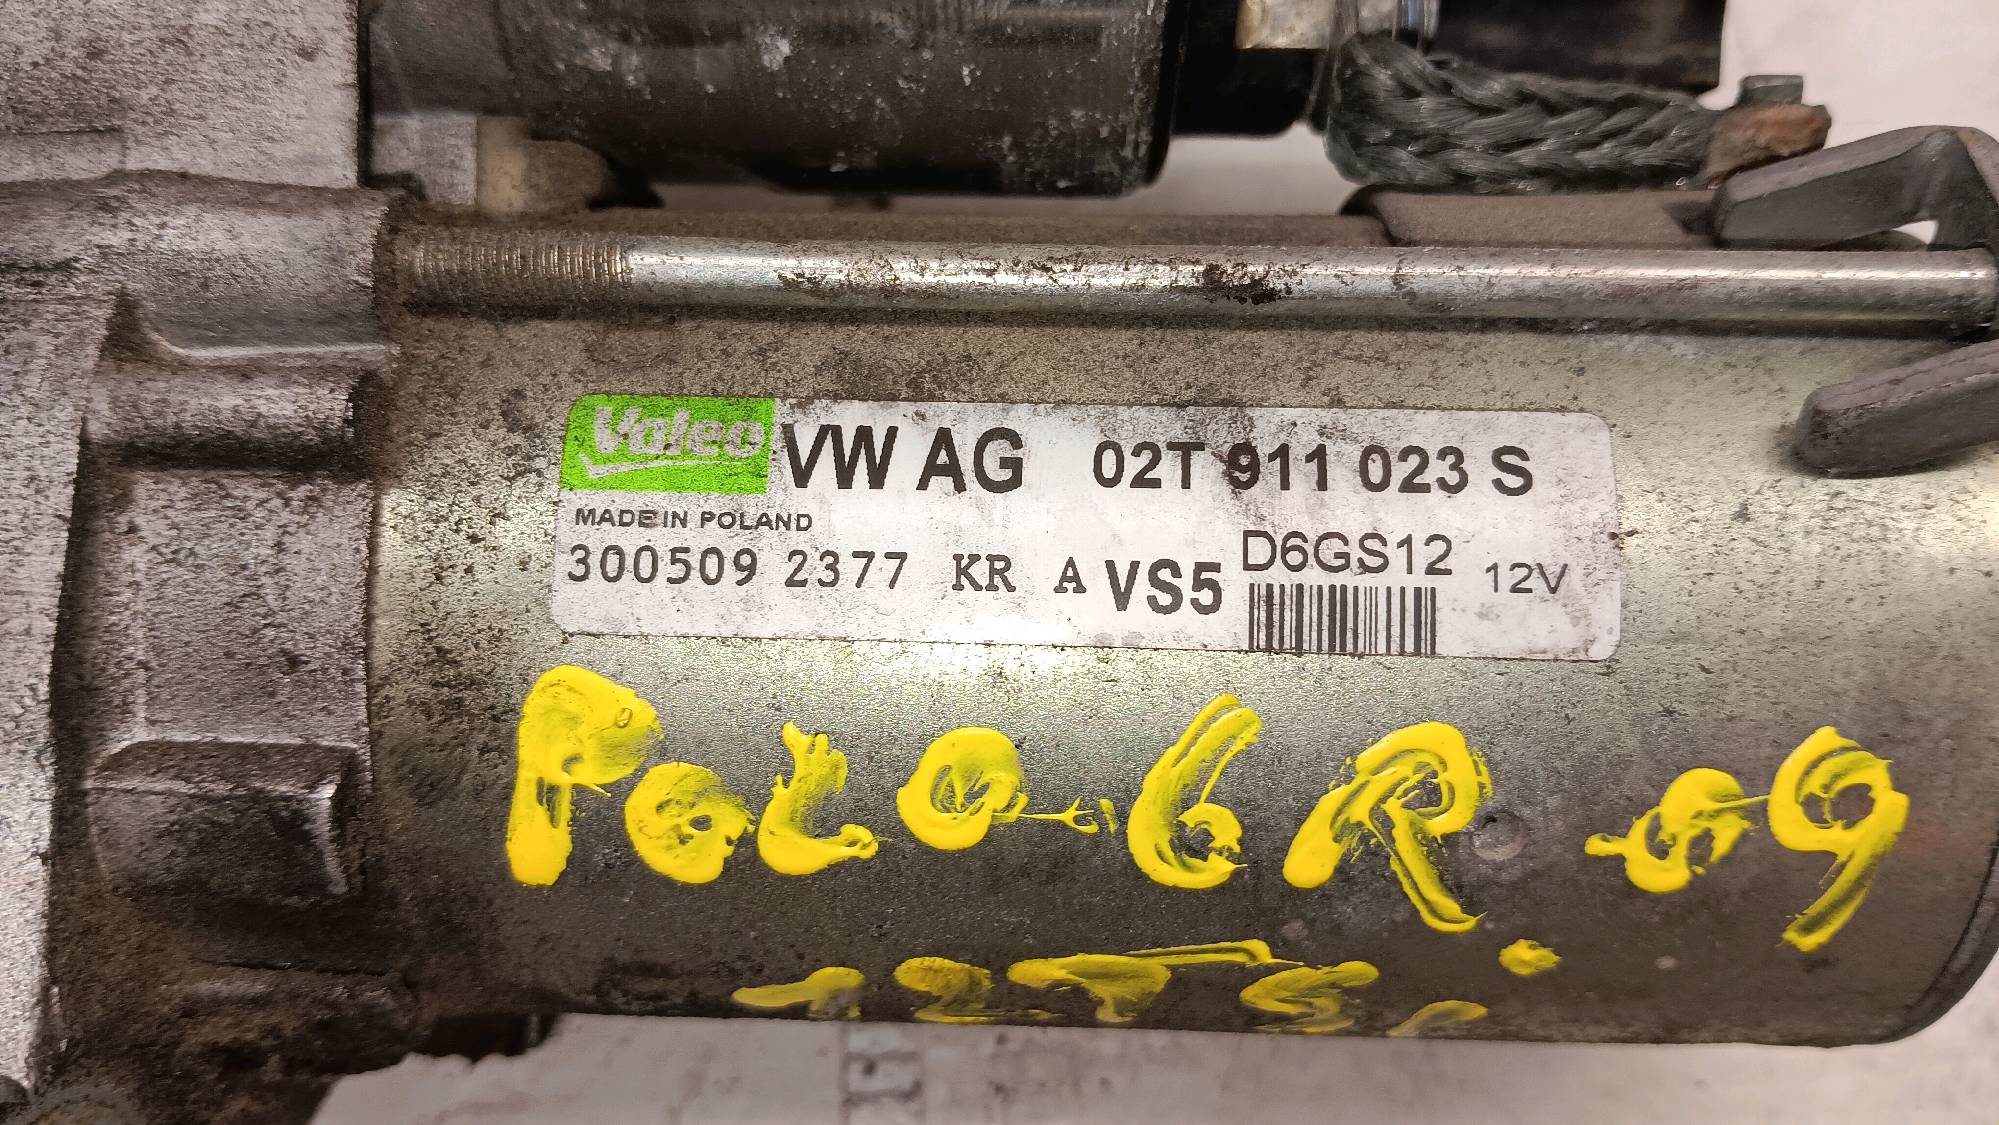 Valeo VW AG 02T 911 023 S
MADE IN POLAND
300509 2377 KR A VS5 D6GS12 12V
POLO 6R 09